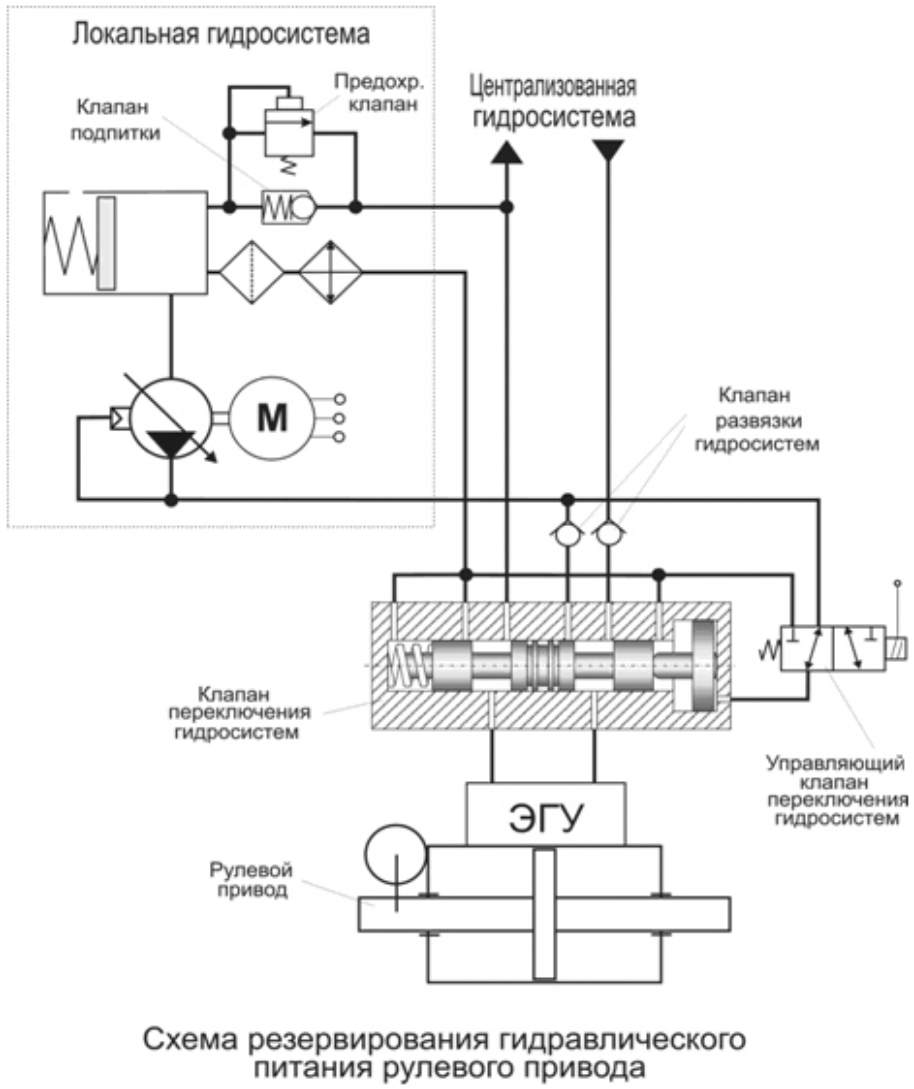 Локальная гидросистема
Предохр.
клапан
Клапан
подпитки
Централизованная
гидросистема
М
Клапан
развязки
гидросистем
Клапан
переключения
гидросистем
Управляющий
клапан
переключения
гидросистем
ЭГУ
Рулевой
привод
Схема резервирования гидравлического
питания рулевого привода